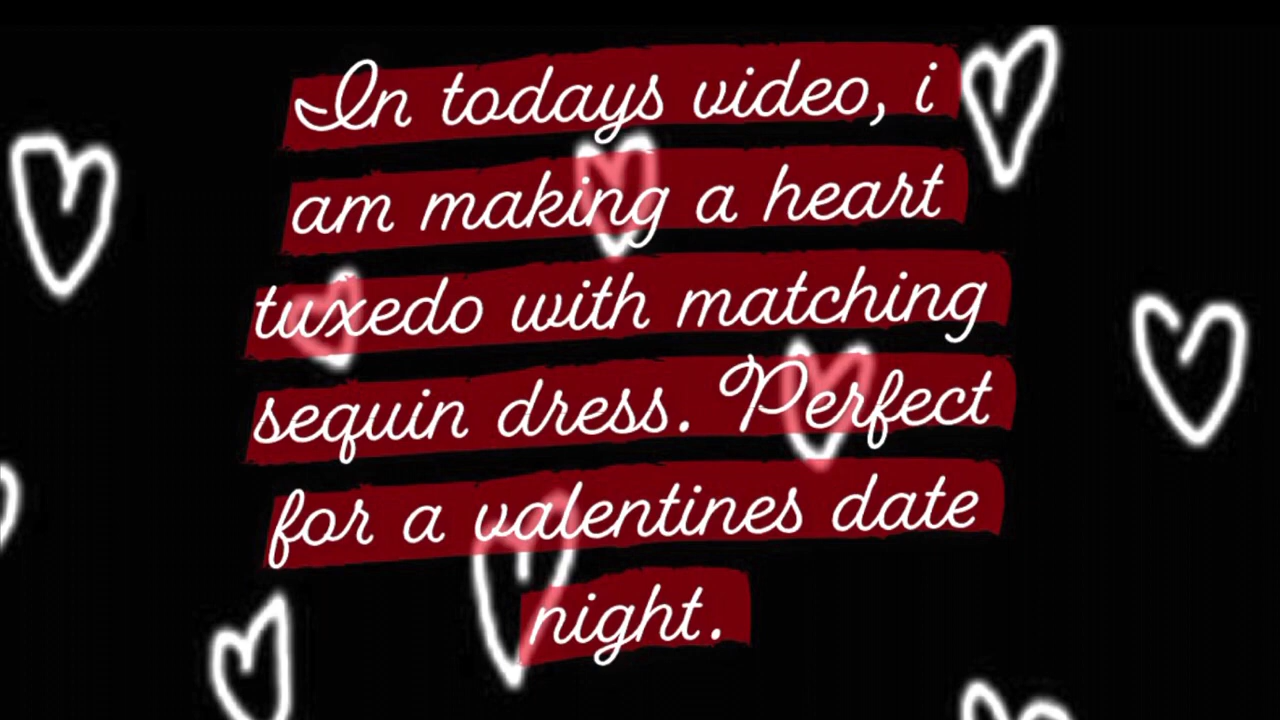 In todays video, i
am making a heart
tuxedo with matching
sequin dress. Perfect
for a valentines date
night.